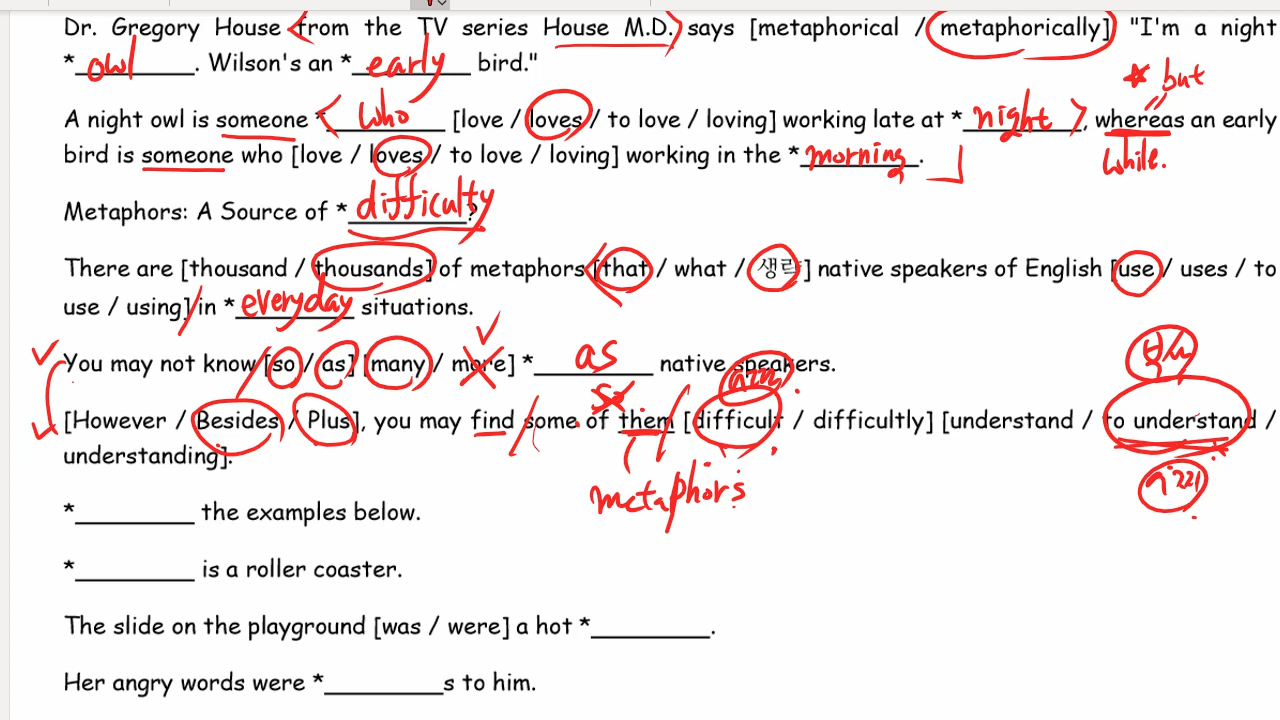 Dr. Gregory House <from the TV series House M.D.> says [metaphorical / metaphorically] "I'm a night
*owl. Wilson's an *early bird."
* but
A night owl is someone *< who [love / loves / to love / loving] working late at *night >, whereas an early
bird is someone who [love / loves / to love / loving] working in the *morning. while.
Metaphors: A Source of *difficulty?
There are [thousand / thousands] of metaphors <[that / what / 생략] native speakers of English [use / uses / to
use / using] in *everyday situations.
You may not know [so / as] [many / more] *as native speakers.
so.
[However / Besides / Plus], you may find some of them [difficult / difficultly] [understand / to understand /
understanding].
metaphors
*__________ the examples below.
*__________ is a roller coaster.
The slide on the playground [was / were] a hot *__________.
Her angry words were *__________s to him.